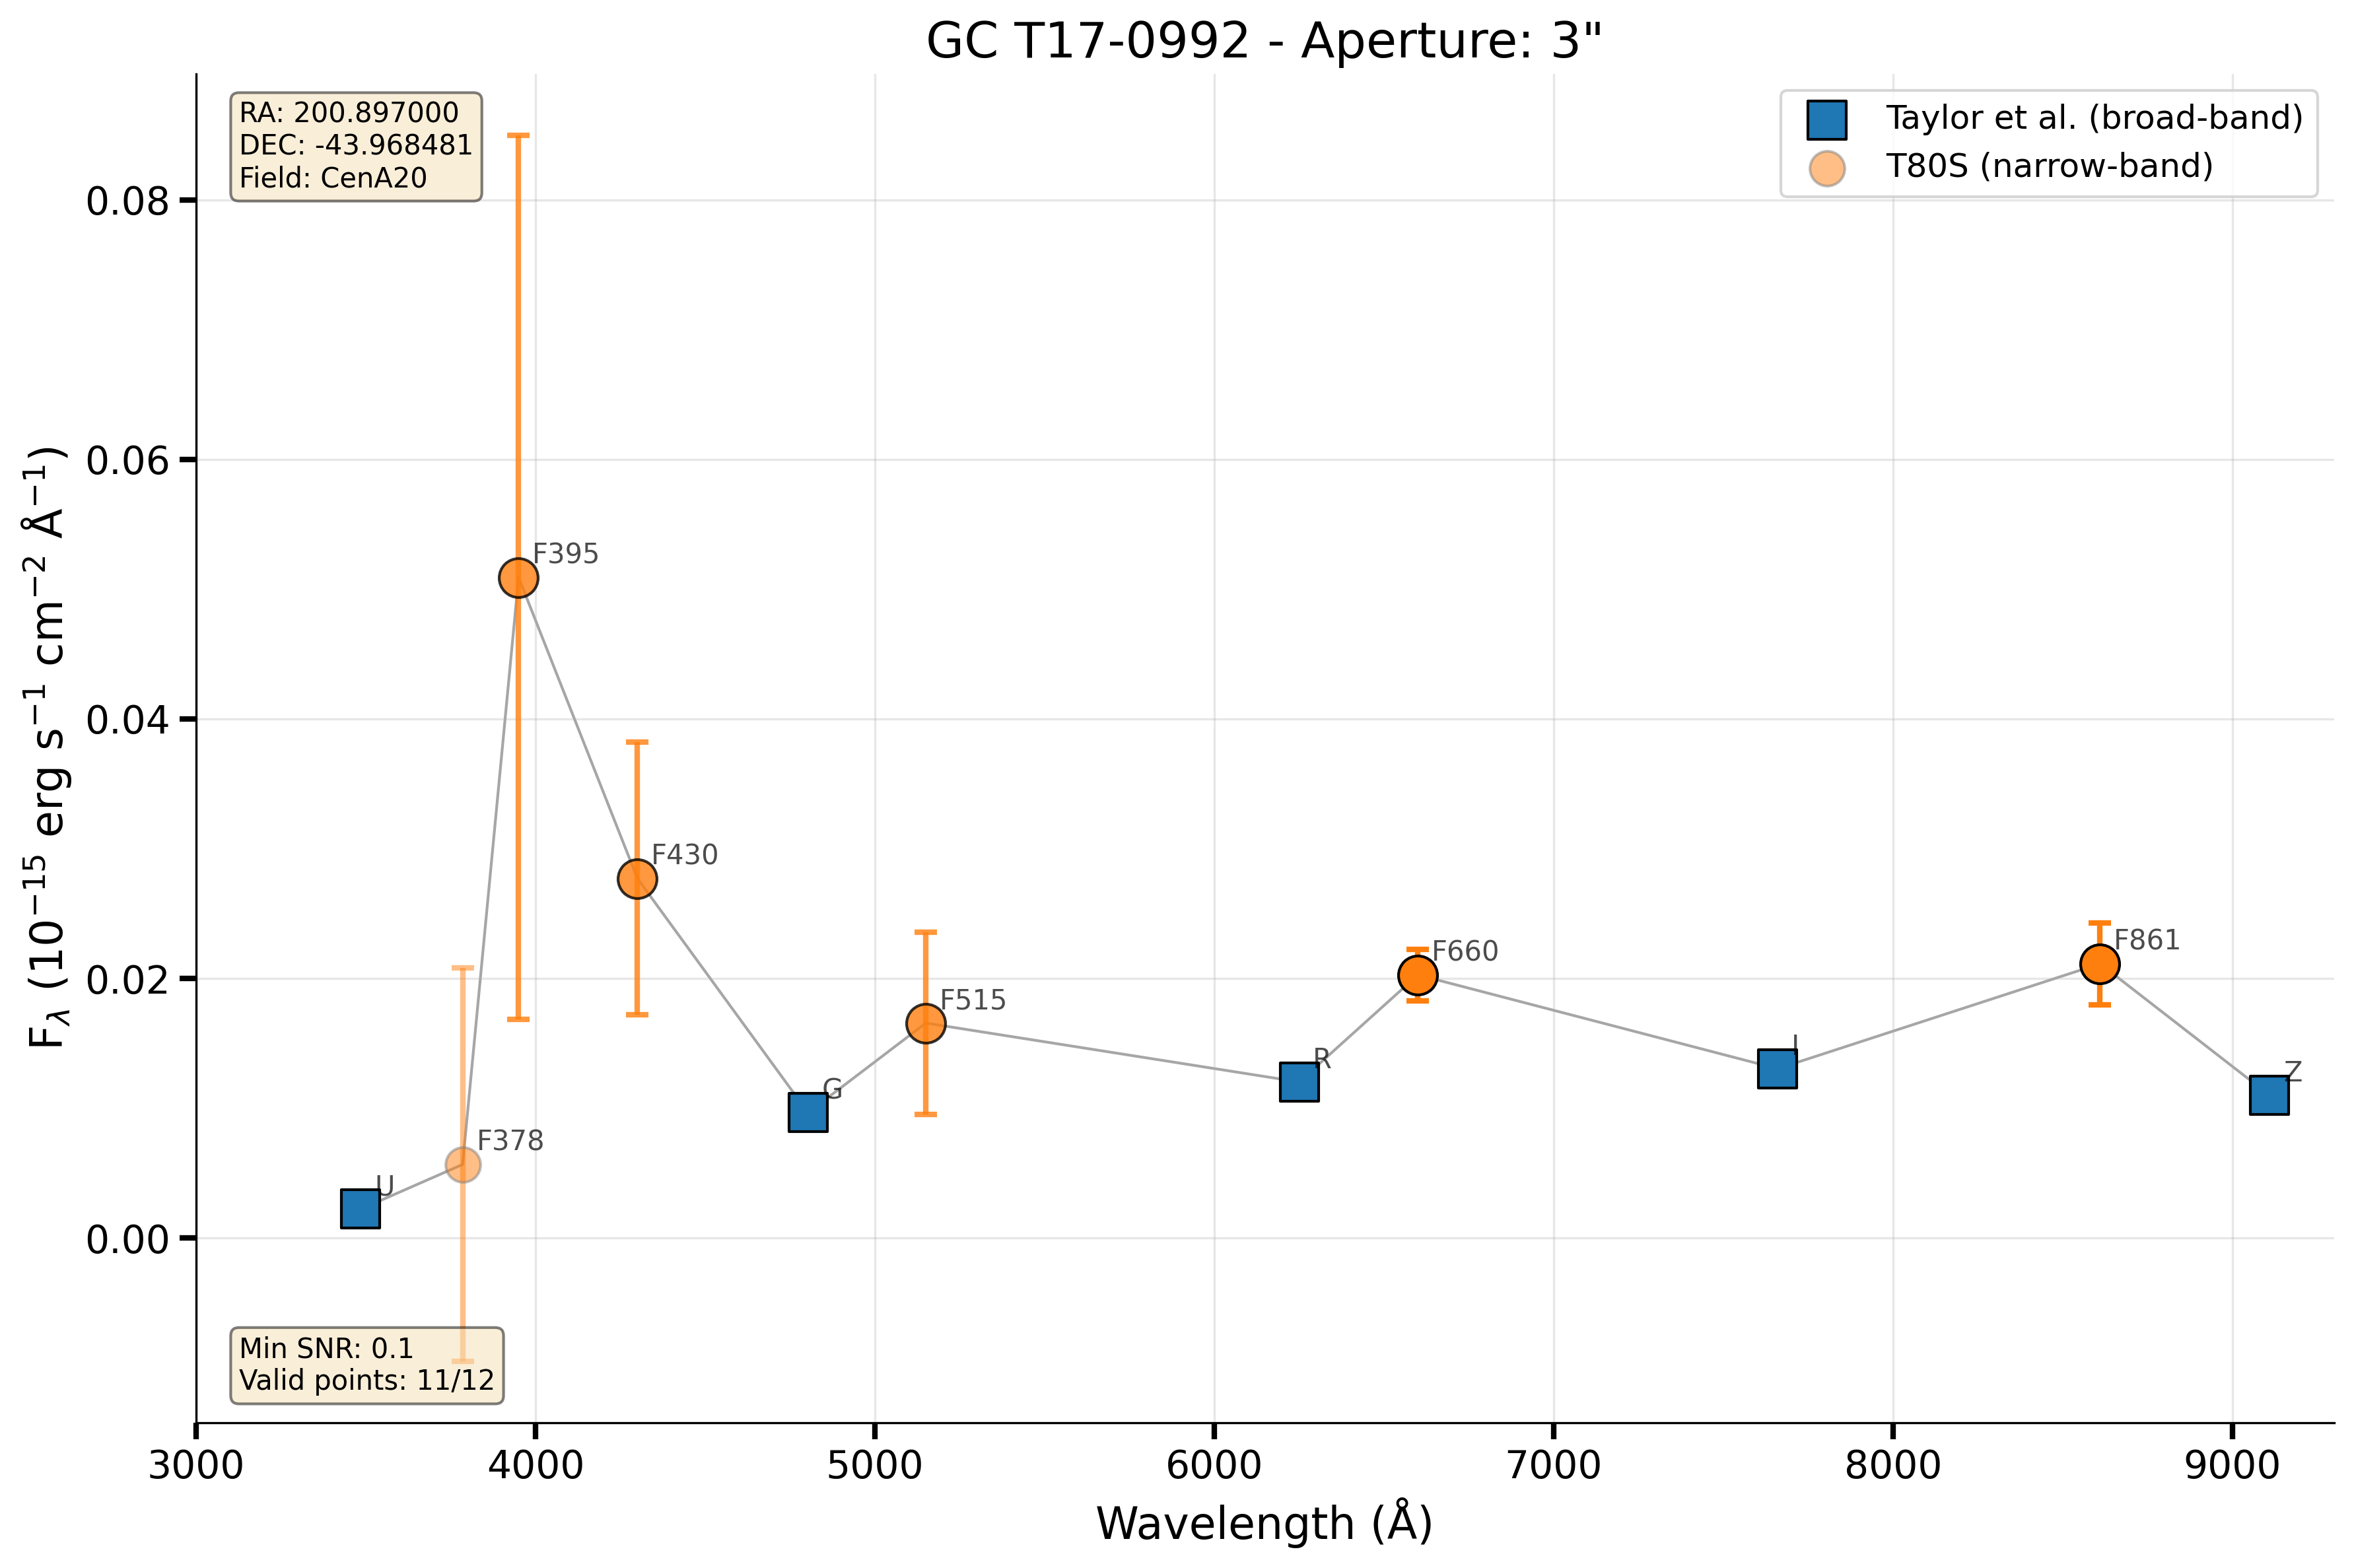 GC T17-0992 - Aperture: 3"
RA: 200.897000
DEC: -43.968481
Field: CenA20
Taylor et al. (broad-band)
T80S (narrow-band)
0.08
0.06
0.04
0.02
0.00
F_λ (10⁻¹⁵ erg s⁻¹ cm⁻² Å⁻¹)
F395
F430
F515
F660
F861
G
R
I
Z
F378
U
Min SNR: 0.1
Valid points: 11/12
3000 4000 5000 6000 7000 8000 9000
Wavelength (Å)